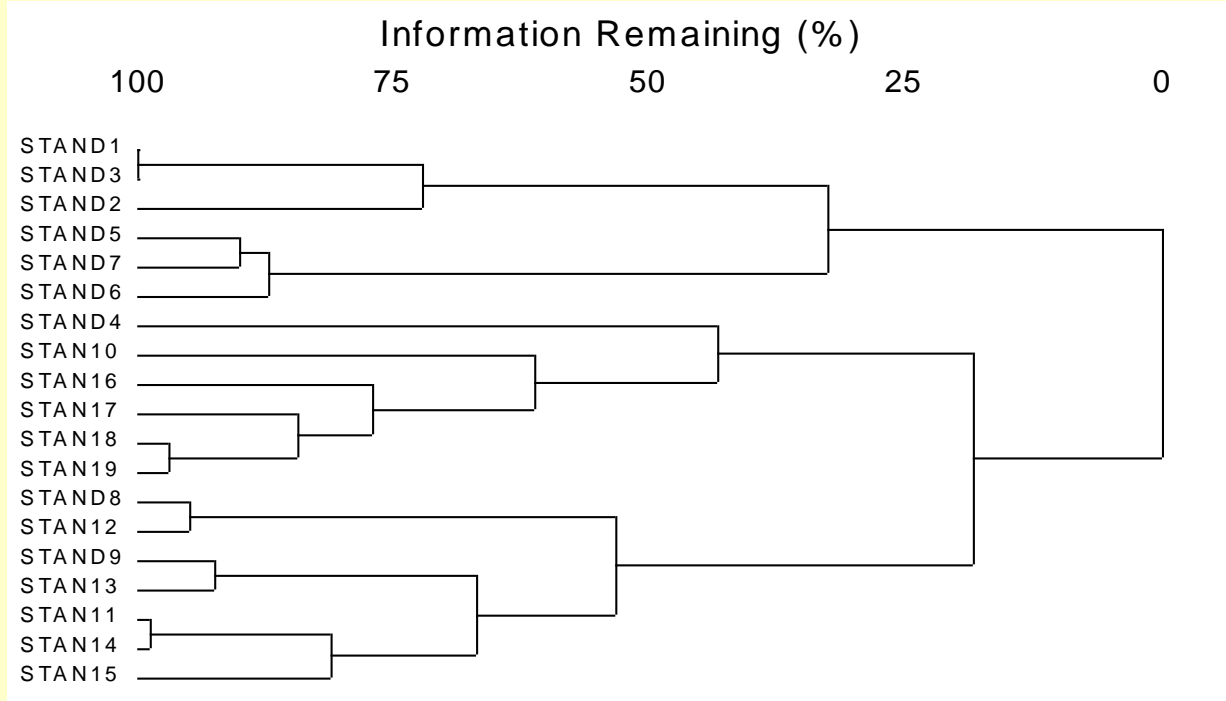 Information Remaining (%)
100 75 50 25 0
STAND1
STAND3
STAND2
STAND5
STAND7
STAND6
STAND4
STAN10
STAN16
STAN17
STAN18
STAN19
STAND8
STAN12
STAND9
STAN13
STAN11
STAN14
STAN15